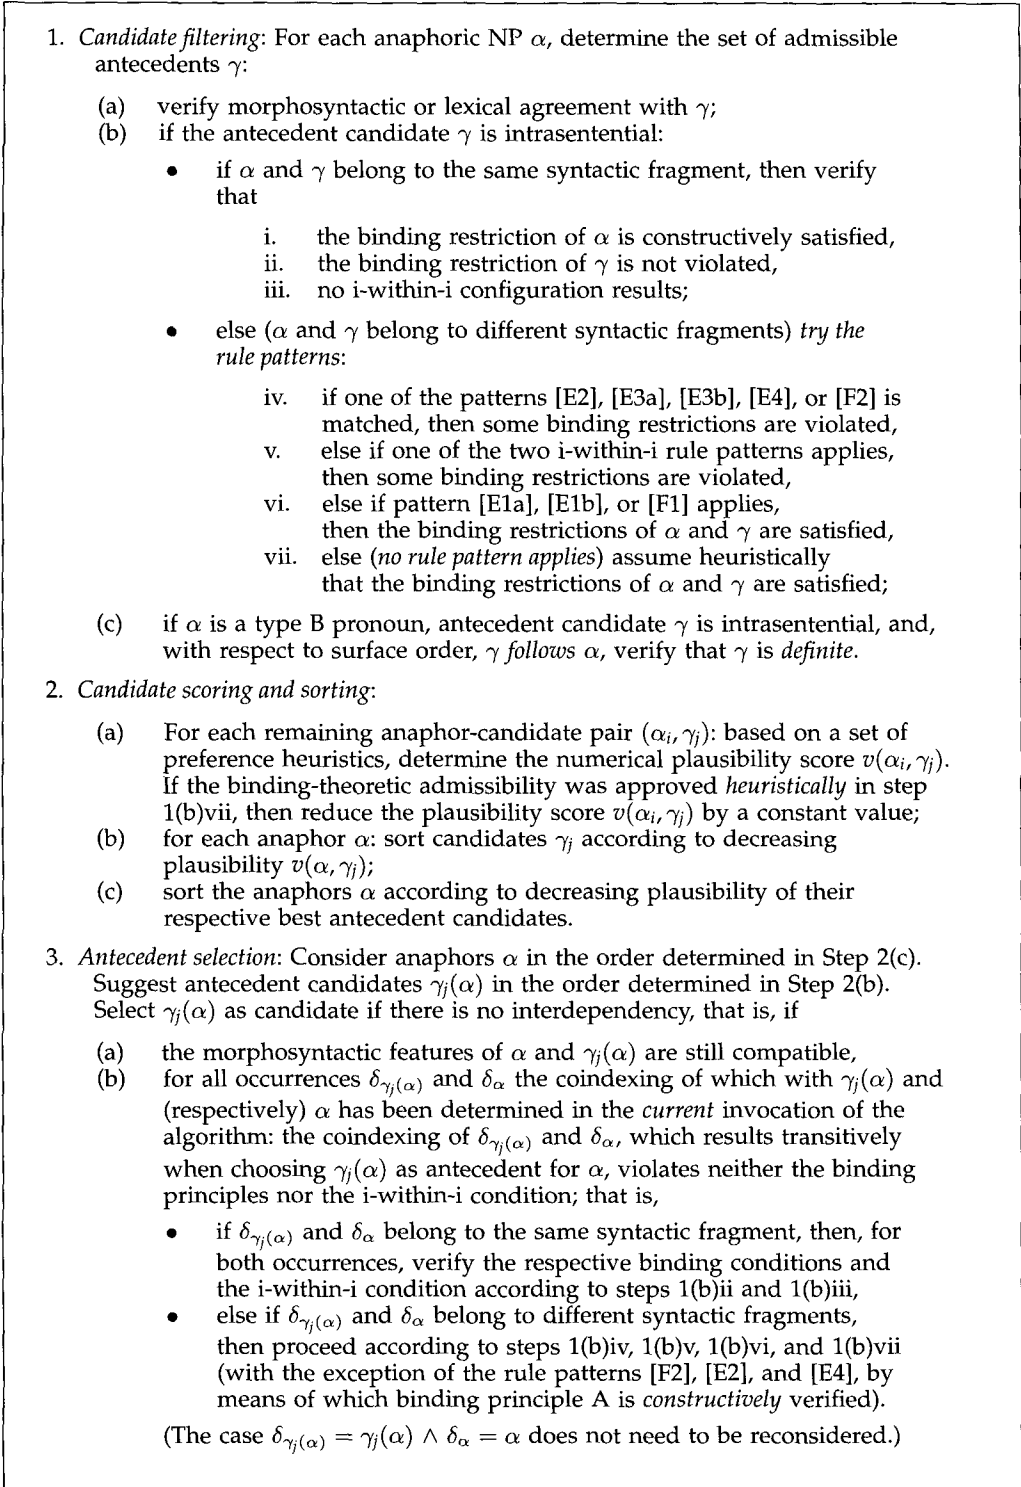 1. Candidate filtering: For each anaphoric NP α, determine the set of admissible
antecedents γ:
(a) verify morphosyntactic or lexical agreement with γ;
(b) if the antecedent candidate γ is intrasentential:
• if α and γ belong to the same syntactic fragment, then verify
that
i. the binding restriction of α is constructively satisfied,
ii. the binding restriction of γ is not violated,
iii. no i-within-i configuration results;
• else (α and γ belong to different syntactic fragments) try the
rule patterns:
iv. if one of the patterns [E2], [E3a], [E3b], [E4], or [F2] is
matched, then some binding restrictions are violated,
v. else if one of the two i-within-i rule patterns applies,
then some binding restrictions are violated,
vi. else if pattern [E1a], [E1b], or [F1] applies,
then the binding restrictions of α and γ are satisfied,
vii. else (no rule pattern applies) assume heuristically
that the binding restrictions of α and γ are satisfied;
(c) if α is a type B pronoun, antecedent candidate γ is intrasentential, and,
with respect to surface order, γ follows α, verify that γ is definite.
2. Candidate scoring and sorting:
(a) For each remaining anaphor-candidate pair (αᵢ, γⱼ): based on a set of
preference heuristics, determine the numerical plausibility score v(αᵢ, γⱼ).
If the binding-theoretic admissibility was approved heuristically in step
1(b)vii, then reduce the plausibility score v(αᵢ, γⱼ) by a constant value;
(b) for each anaphor α: sort candidates γⱼ according to decreasing
plausibility v(α, γⱼ);
(c) sort the anaphors α according to decreasing plausibility of their
respective best antecedent candidates.
3. Antecedent selection: Consider anaphors α in the order determined in Step 2(c).
Suggest antecedent candidates γⱼ(α) in the order determined in Step 2(b).
Select γⱼ(α) as candidate if there is no interdependency, that is, if
(a) the morphosyntactic features of α and γⱼ(α) are still compatible,
(b) for all occurrences δ_γⱼ(α) and δ_α the coindexing of which with γⱼ(α) and
(respectively) α has been determined in the current invocation of the
algorithm: the coindexing of δ_γⱼ(α) and δ_α, which results transitively
when choosing γⱼ(α) as antecedent for α, violates neither the binding
principles nor the i-within-i condition; that is,
• if δ_γⱼ(α) and δ_α belong to the same syntactic fragment, then, for
both occurrences, verify the respective binding conditions and
the i-within-i condition according to steps 1(b)ii and 1(b)iii,
• else if δ_γⱼ(α) and δ_α belong to different syntactic fragments,
then proceed according to steps 1(b)iv, 1(b)v, 1(b)vi, and 1(b)vii
(with the exception of the rule patterns [F2], [E2], and [E4], by
means of which binding principle A is constructively verified).
(The case δ_γⱼ(α) = γⱼ(α) ∧ δ_α = α does not need to be reconsidered.)